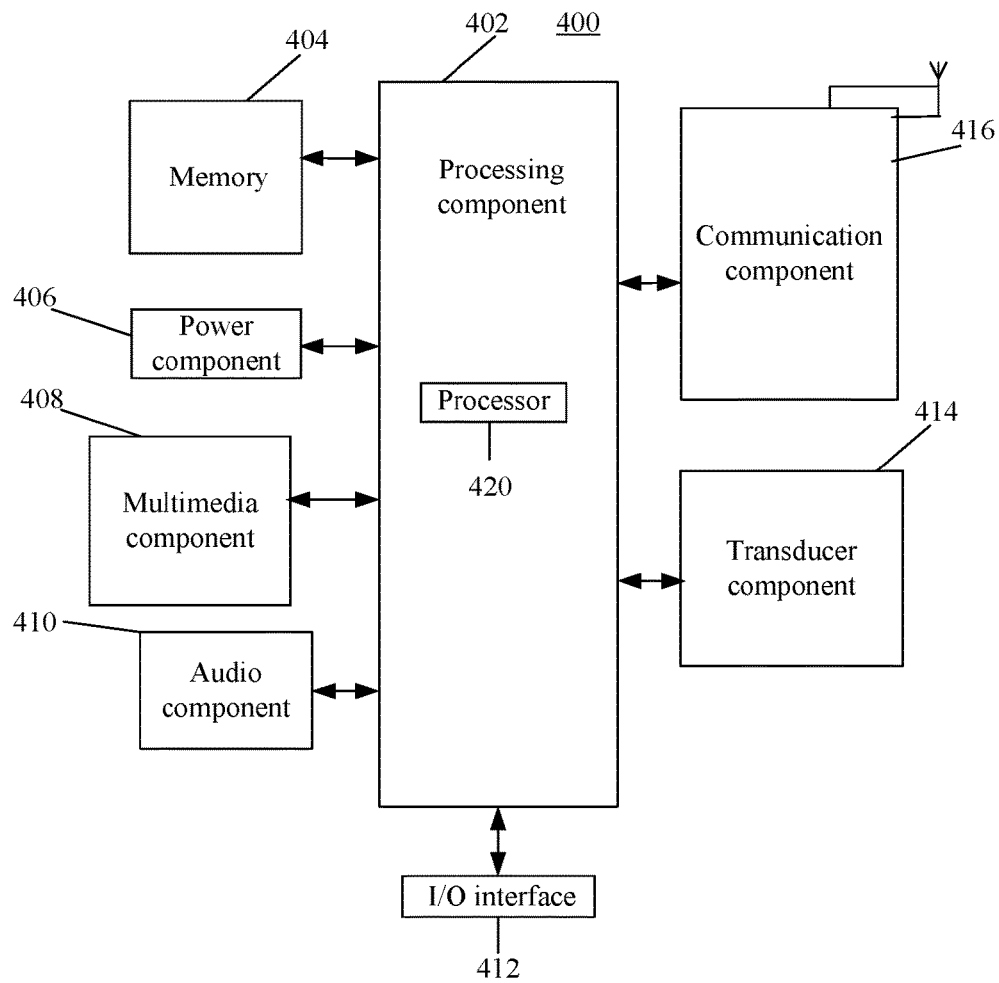 402
400
404
Memory
Processing
component
416
Communication
component
406
Power
component
Processor
420
408
Multimedia
component
414
Transducer
component
410
Audio
component
I/O interface
412